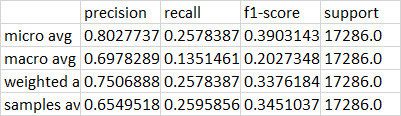 precision recall f1-score support
micro avg 0.8027737 0.2578387 0.3903143 17286.0
macro avg 0.6978289 0.1351461 0.2027348 17286.0
weighted a 0.7506888 0.2578387 0.3376184 17286.0
samples av 0.6549518 0.2595856 0.3451037 17286.0